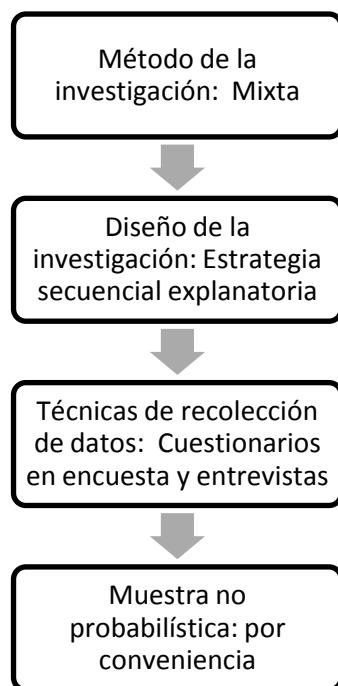 Método de la
investigación:  Mixta
Diseño de la
investigación: Estrategia
secuencial explanatoria
Técnicas de recolección
de datos:  Cuestionarios
en encuesta y entrevistas
Muestra no
probabilística: por
conveniencia